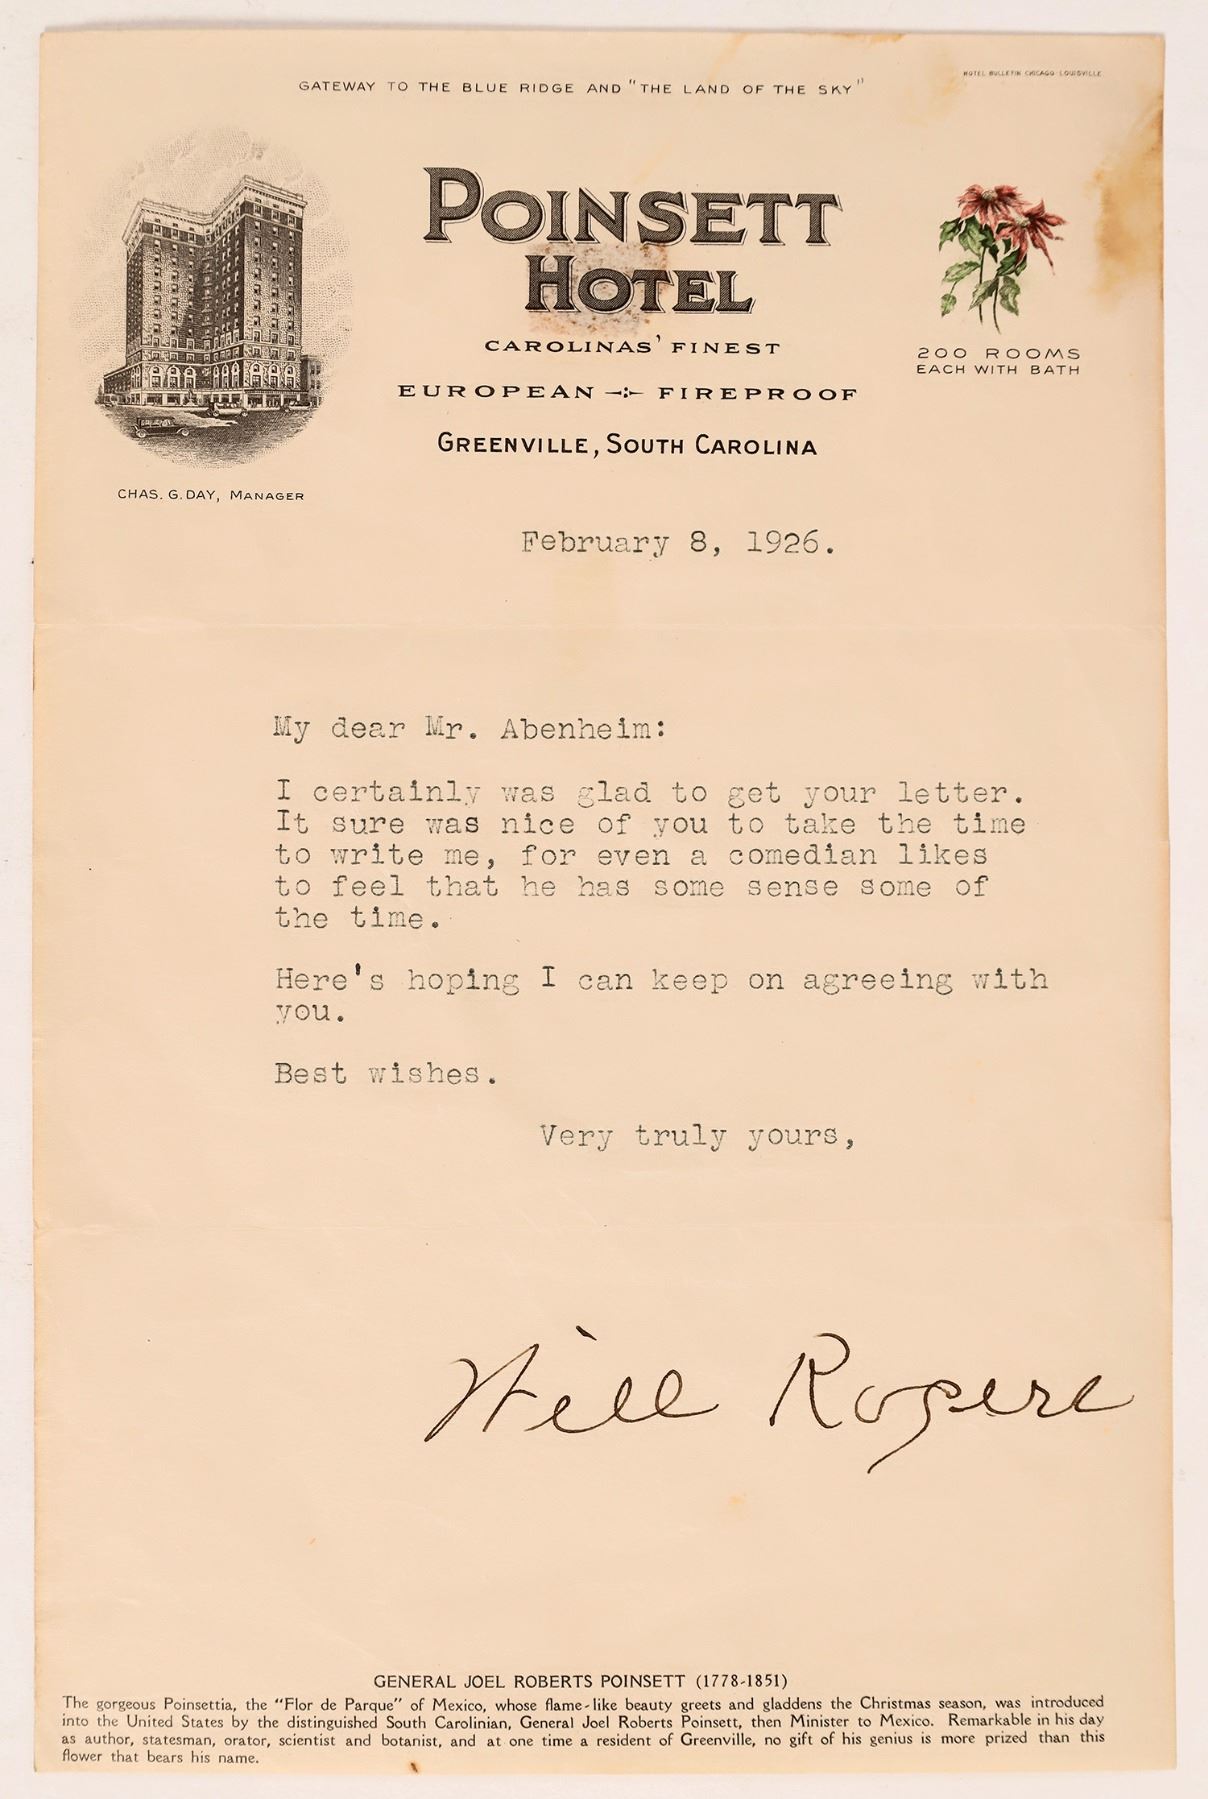 HOTEL BULLETIN CHICAGO LOUISVILLE
GATEWAY TO THE BLUE RIDGE AND "THE LAND OF THE SKY"
POINSETT
HOTEL
CAROLINAS' FINEST
EUROPEAN -:- FIREPROOF
GREENVILLE, SOUTH CAROLINA
200 ROOMS
EACH WITH BATH
CHAS. G. DAY, MANAGER
February 8, 1926.
My dear Mr. Abenheim:
I certainly was glad to get your letter.
It sure was nice of you to take the time
to write me, for even a comedian likes
to feel that he has some sense some of
the time.
Here's hoping I can keep on agreeing with
you.
Best wishes.
Very truly yours,
Will Rogers
GENERAL JOEL ROBERTS POINSETT (1778-1851)
The gorgeous Poinsettia, the "Flor de Parque" of Mexico, whose flame-like beauty greets and gladdens the Christmas season, was introduced
into the United States by the distinguished South Carolinian, General Joel Roberts Poinsett, then Minister to Mexico. Remarkable in his day
as author, statesman, orator, scientist and botanist, and at one time a resident of Greenville, no gift of his genius is more prized than this
flower that bears his name.